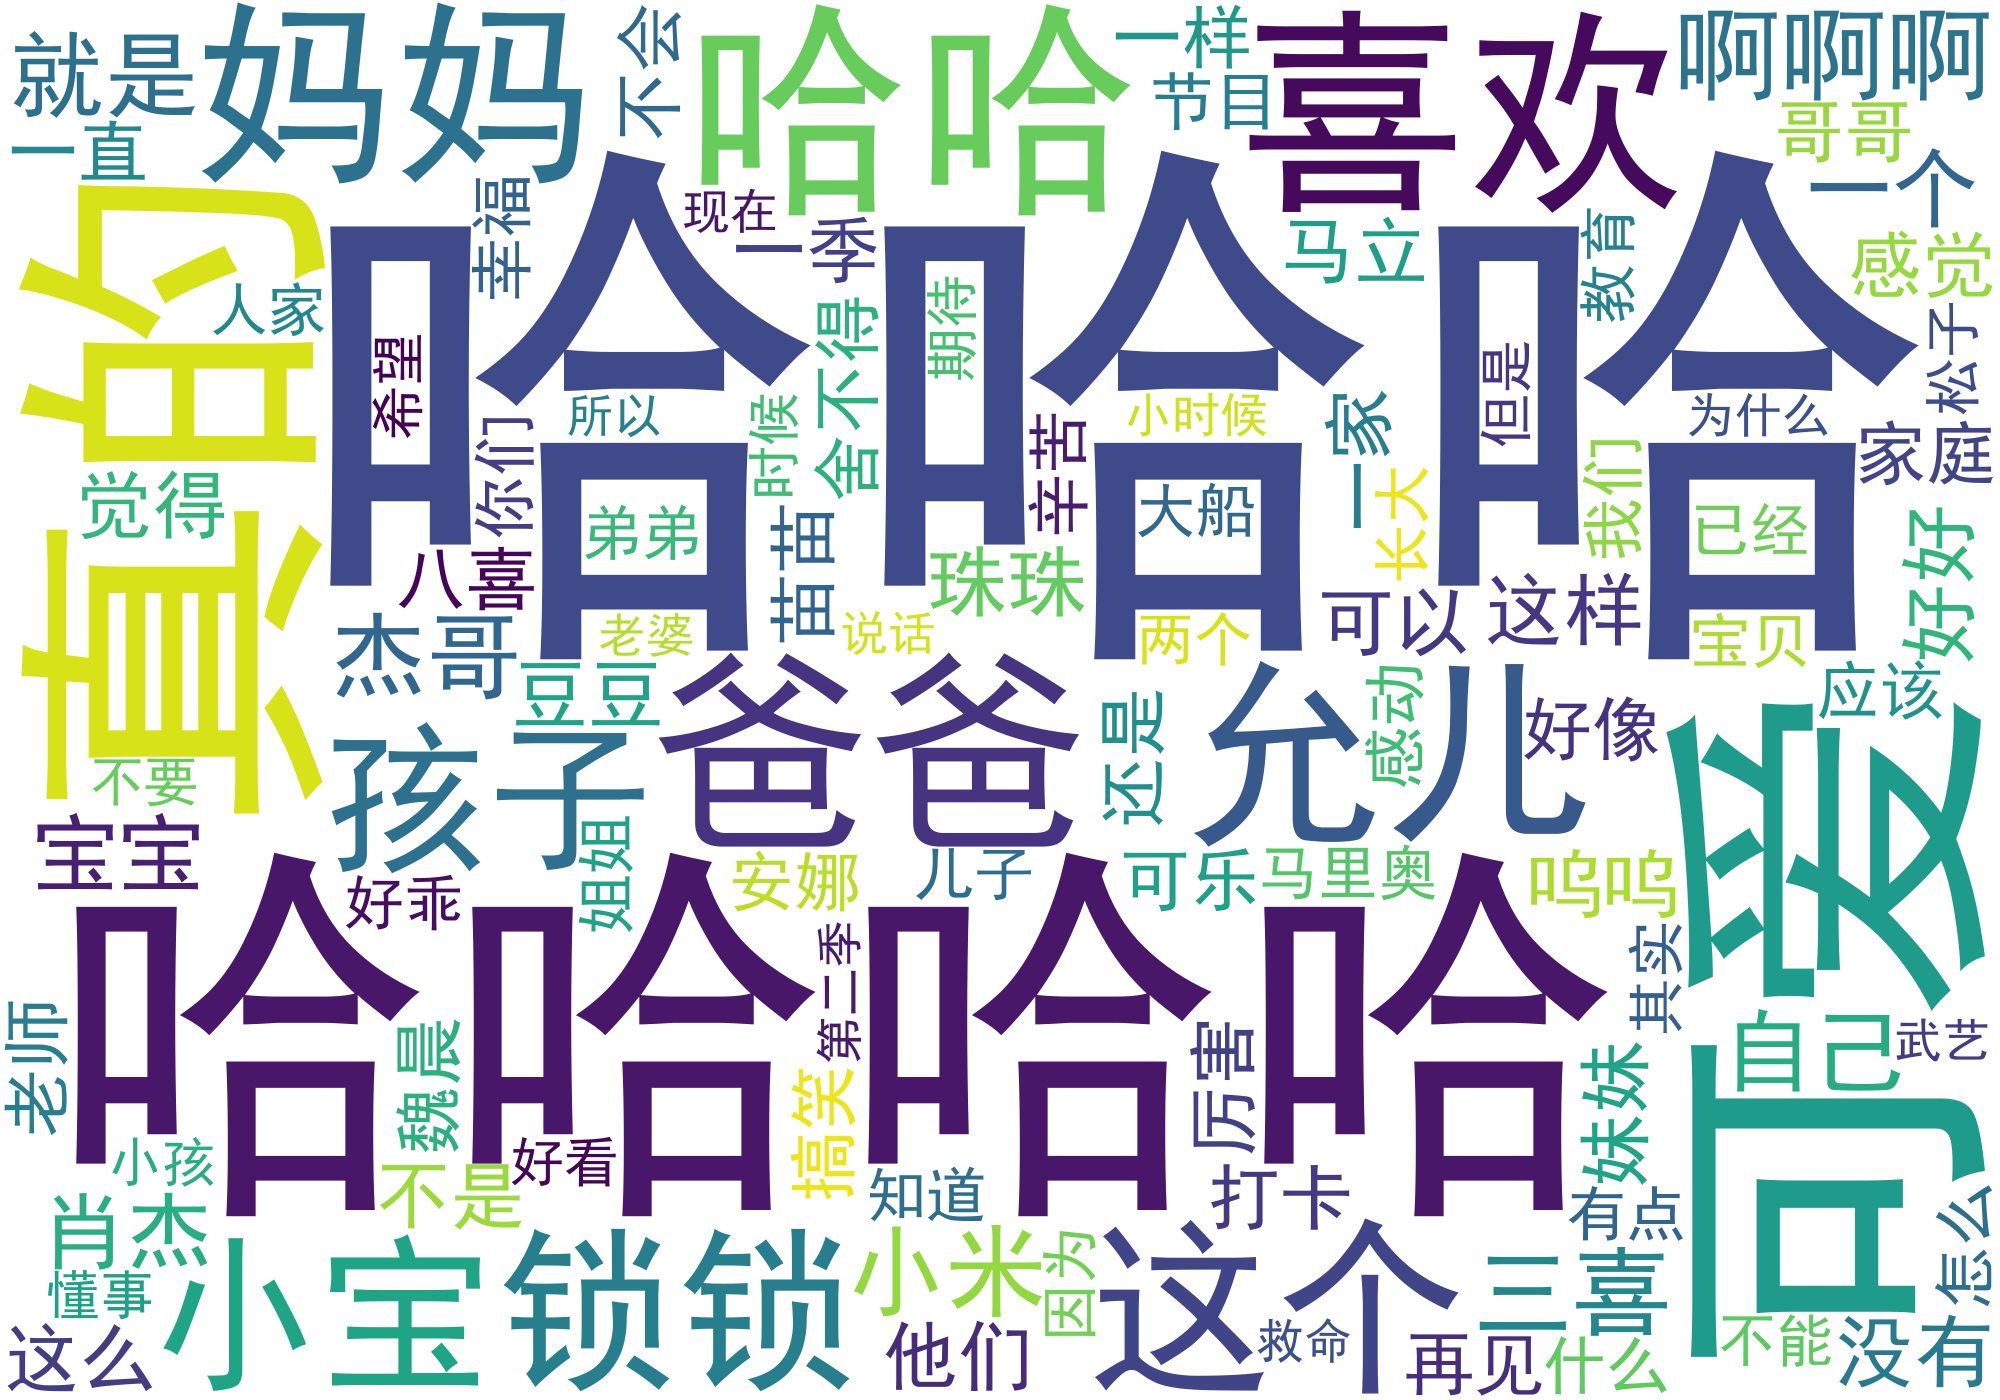 就是
妈妈
不会
哈哈
一样
节目
喜欢
啊啊啊
哥哥
一直
一个
真的
幸福
现在
一季
哈哈哈
马立
教育
感觉
人家
希望
期待
舍不得
但是
松子
所以
时候
小时候
为什么
一家
家庭
你们
辛苦
长大
我们
觉得
弟弟
大船
已经
好好
八喜
苗苗
珠珠
可以
这样
杰哥
老婆
说话
两个
宝贝
豆豆
爸爸
允儿
还是
感动
好像
应该
可爱
孩子
不要
宝宝
好乖
姐姐
安娜
儿子
可乐
马里奥
呜呜
哈哈哈哈
第二季
其实
自己
武艺
老师
魏晨
搞笑
厉害
妹妹
小孩
好看
不是
知道
打卡
有点
怎么
肖杰
懂事
小宝
锁锁
小米
因为
这个
三喜
这么
他们
救命
再见
什么
不能
没有